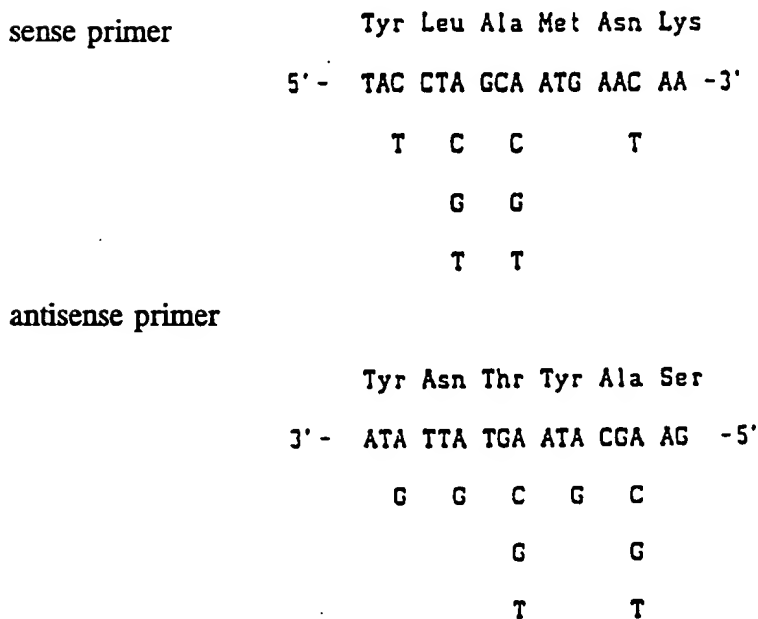 sense primer
Tyr Leu Ala Met Asn Lys
5'- TAC CTA GCA ATG AAC AA -3'
T C C T
G G
T T
antisense primer
Tyr Asn Thr Tyr Ala Ser
3'- ATA TTA TGA ATA CGA AG -5'
G G C G C
G G
T T